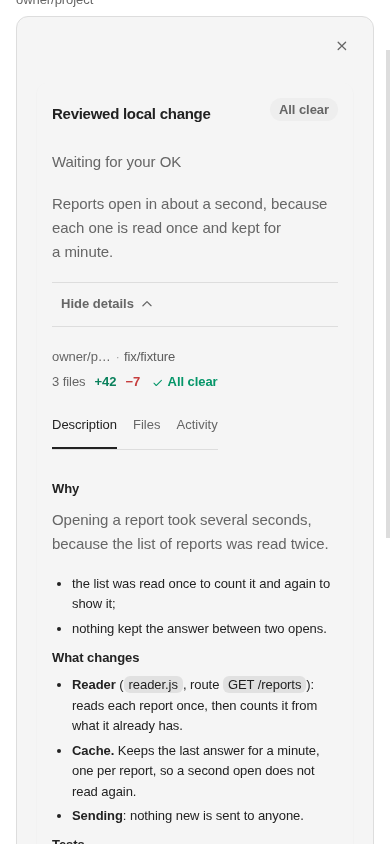 owner/project
Reviewed local change
All clear
Waiting for your OK
Reports open in about a second, because
each one is read once and kept for
a minute.
Hide details
owner/p… · fix/fixture
3 files +42 −7 All clear
Description Files Activity
Why
Opening a report took several seconds,
because the list of reports was read twice.
• the list was read once to count it and again to
show it;
• nothing kept the answer between two opens.
What changes
• Reader (reader.js, route GET /reports):
reads each report once, then counts it from
what it already has.
• Cache. Keeps the last answer for a minute,
one per report, so a second open does not
read again.
• Sending: nothing new is sent to anyone.
Tests